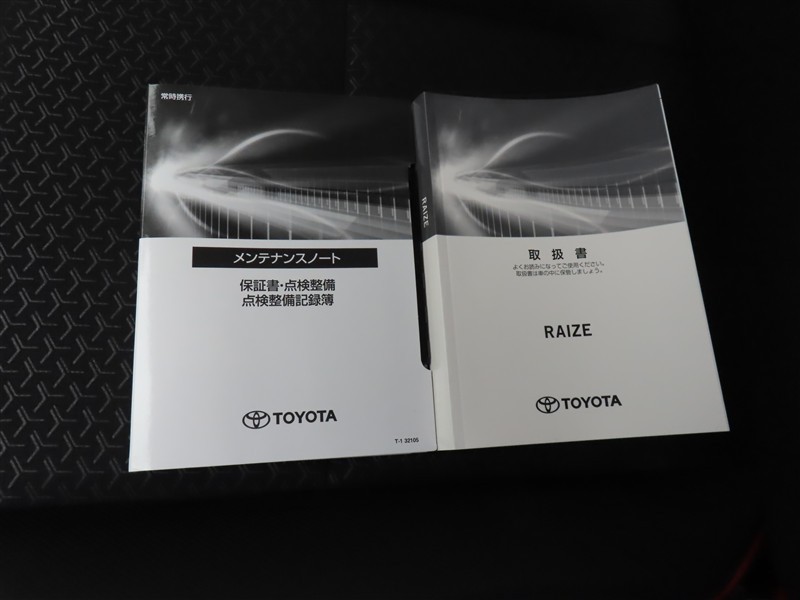 常時携行
メンテナンスノート
保証書・点検整備
点検整備記録簿
TOYOTA
T-1 32105
RAIZE
取扱書
よくお読みになってご使用ください。
取扱書は車の中に保管しましょう。
RAIZE
TOYOTA